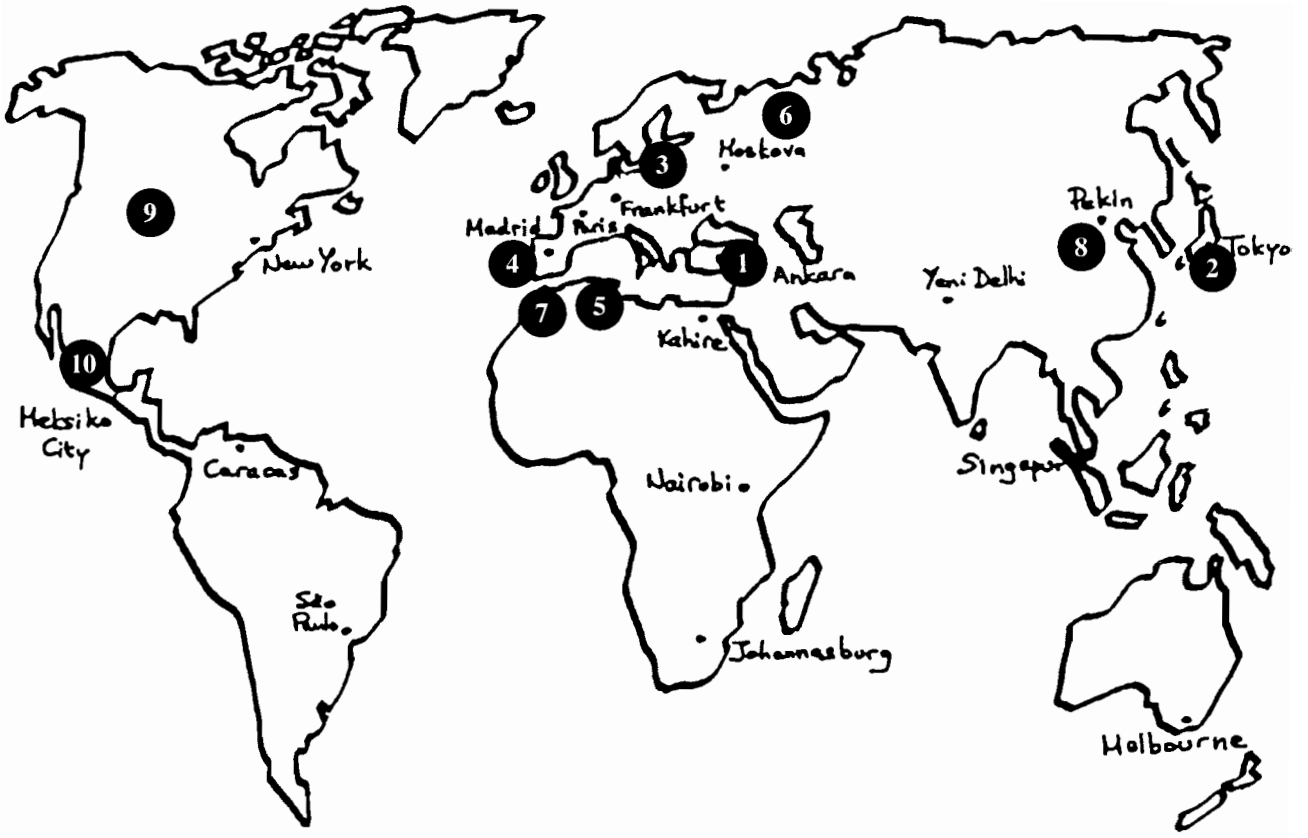 6
Moskova
3
Frankfurt
Paris
Madrid
9
New York
Pekin
8
Tokyo
2
4
1
Ankara
Yeni Delhi
7
5
Kahire
10
Meksiko
City
Caracas
Singapur
Nairobi
São
Paulo
Johannesburg
Melbourne